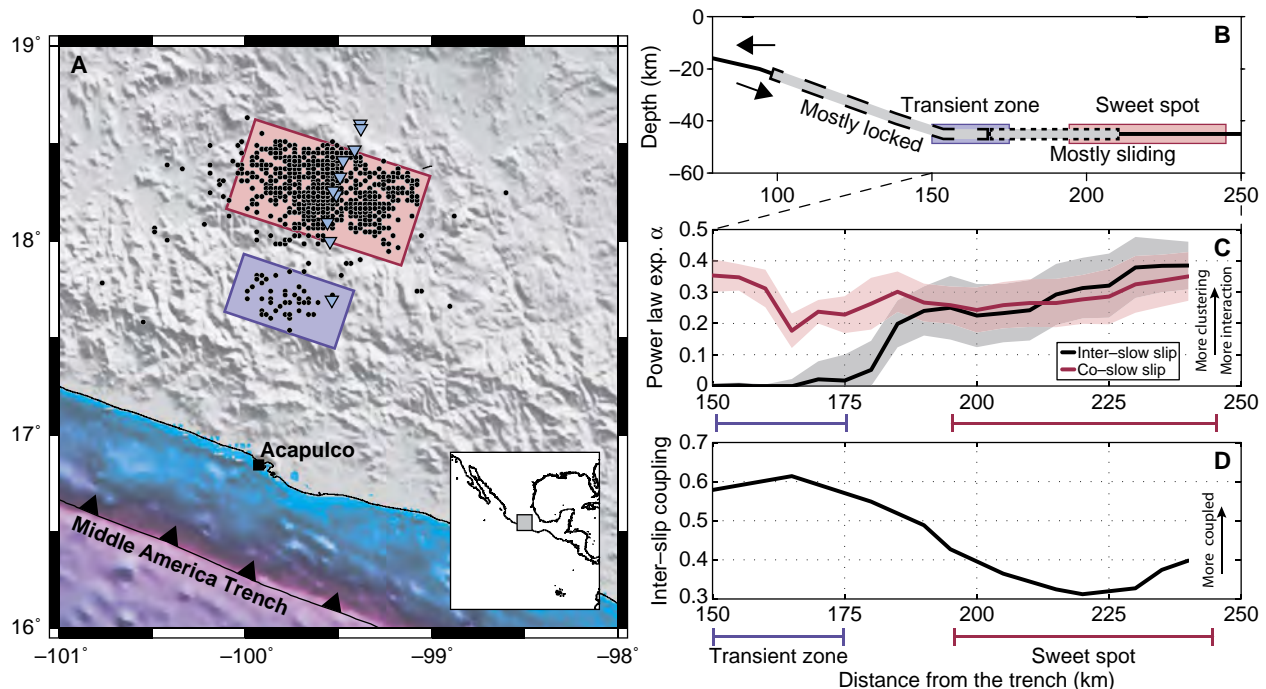 A
19˚
18˚
17˚
16˚
−101˚
−100˚
−99˚
−98˚
Acapulco
Middle America Trench
B
Depth (km)
0
−20
−40
−60
100
150
200
250
Mostly locked
Transient zone
Sweet spot
Mostly sliding
C
Power law exp. α
0.5
0.4
0.3
0.2
0.1
0
Inter−slow slip
Co−slow slip
More clustering
More interaction
150
175
200
225
250
D
Inter−slip coupling
0.7
0.6
0.5
0.4
0.3
More coupled
150
175
200
225
250
Transient zone
Sweet spot
Distance from the trench (km)